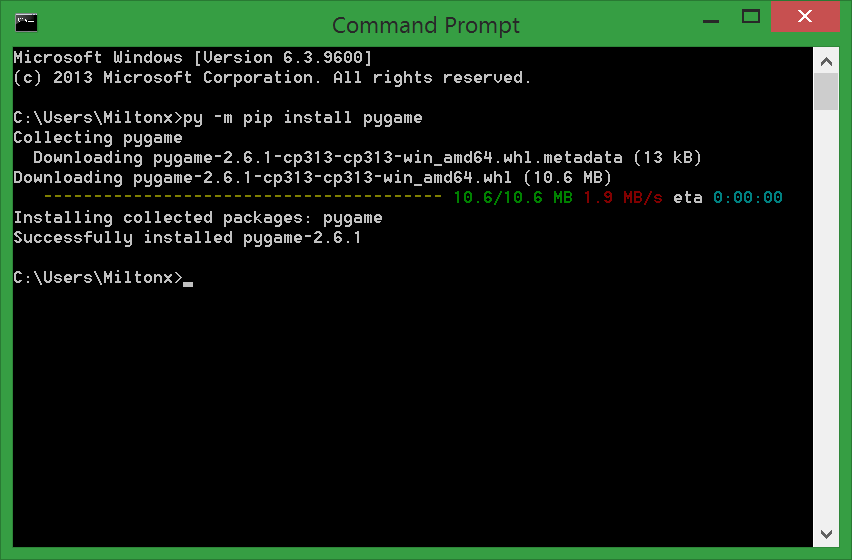 Command Prompt
Microsoft Windows [Version 6.3.9600]
(c) 2013 Microsoft Corporation. All rights reserved.
C:\Users\Miltonx>py -m pip install pygame
Collecting pygame
  Downloading pygame-2.6.1-cp313-cp313-win_amd64.whl.metadata (13 kB)
Downloading pygame-2.6.1-cp313-cp313-win_amd64.whl (10.6 MB)
   ---------------------------------------- 10.6/10.6 MB 1.9 MB/s eta 0:00:00
Installing collected packages: pygame
Successfully installed pygame-2.6.1
C:\Users\Miltonx>